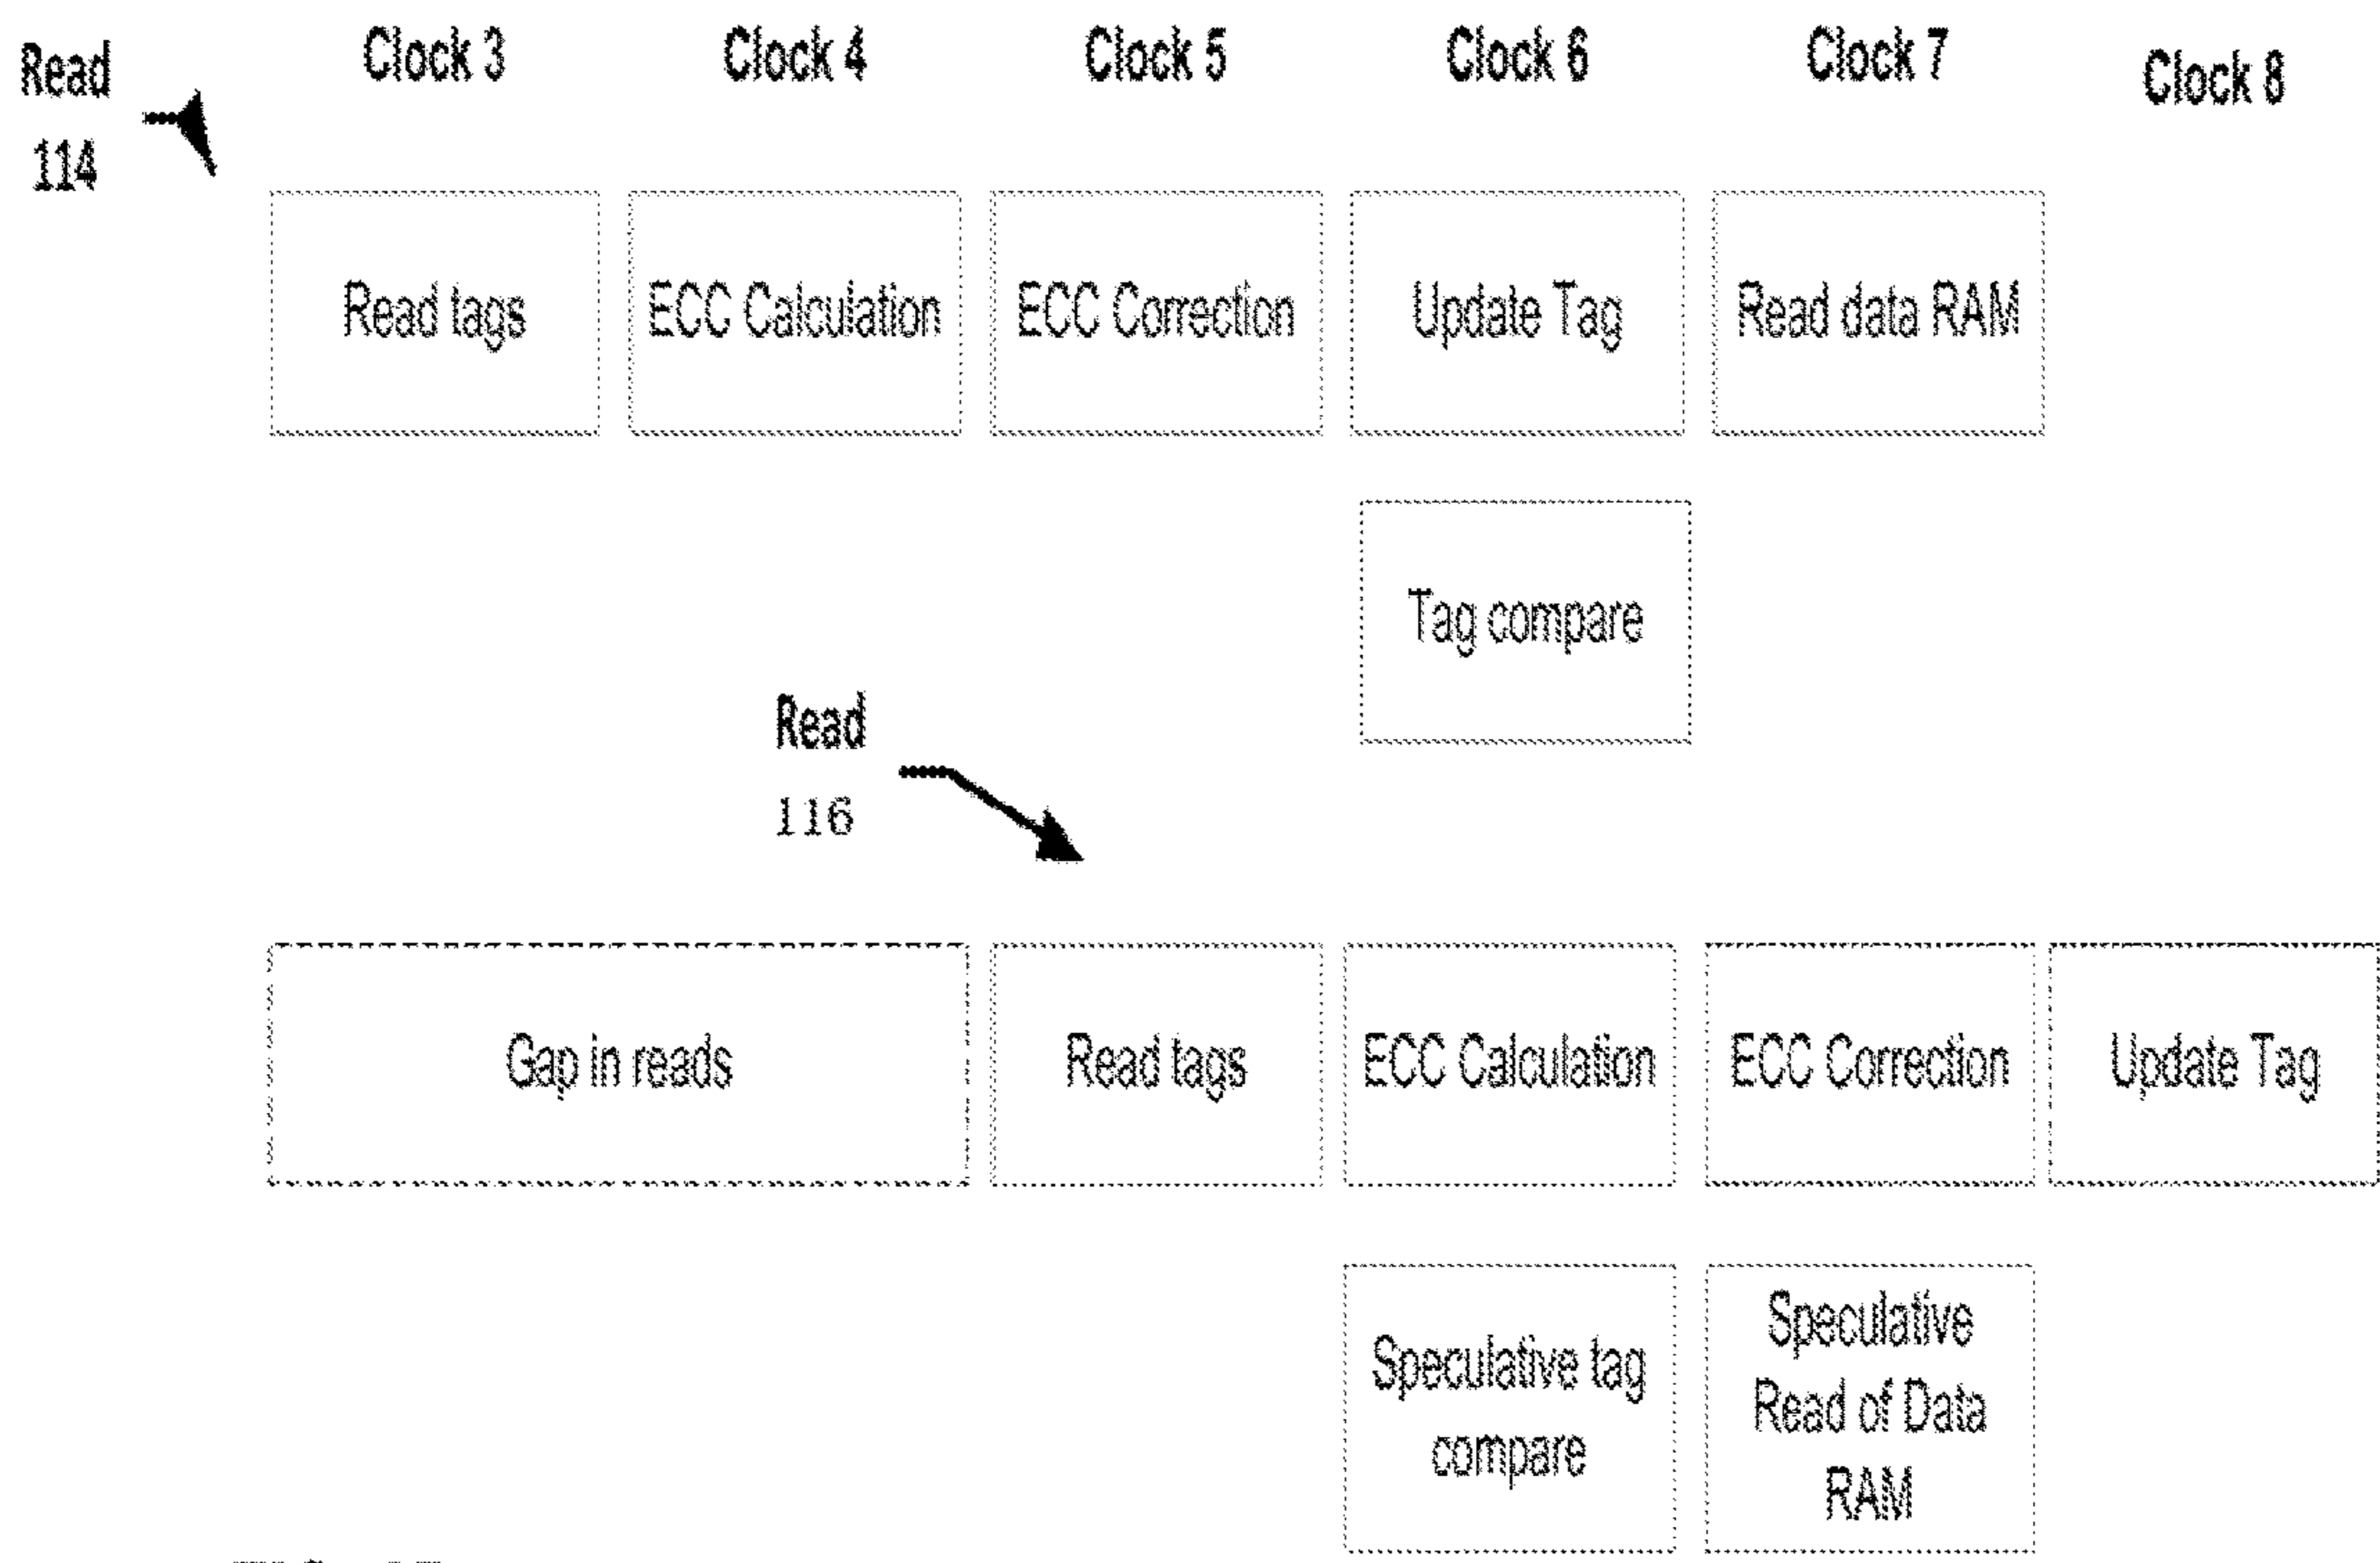 Read
114
Clock 3
Clock 4
Clock 5
Clock 6
Clock 7
Clock 8
Read tags
ECC Calculation
ECC Correction
Update Tag
Read data RAM
Tag compare
Read
116
Gap in reads
Read tags
ECC Calculation
ECC Correction
Update Tag
Speculative tag
compare
Speculative
Read of Data
RAM